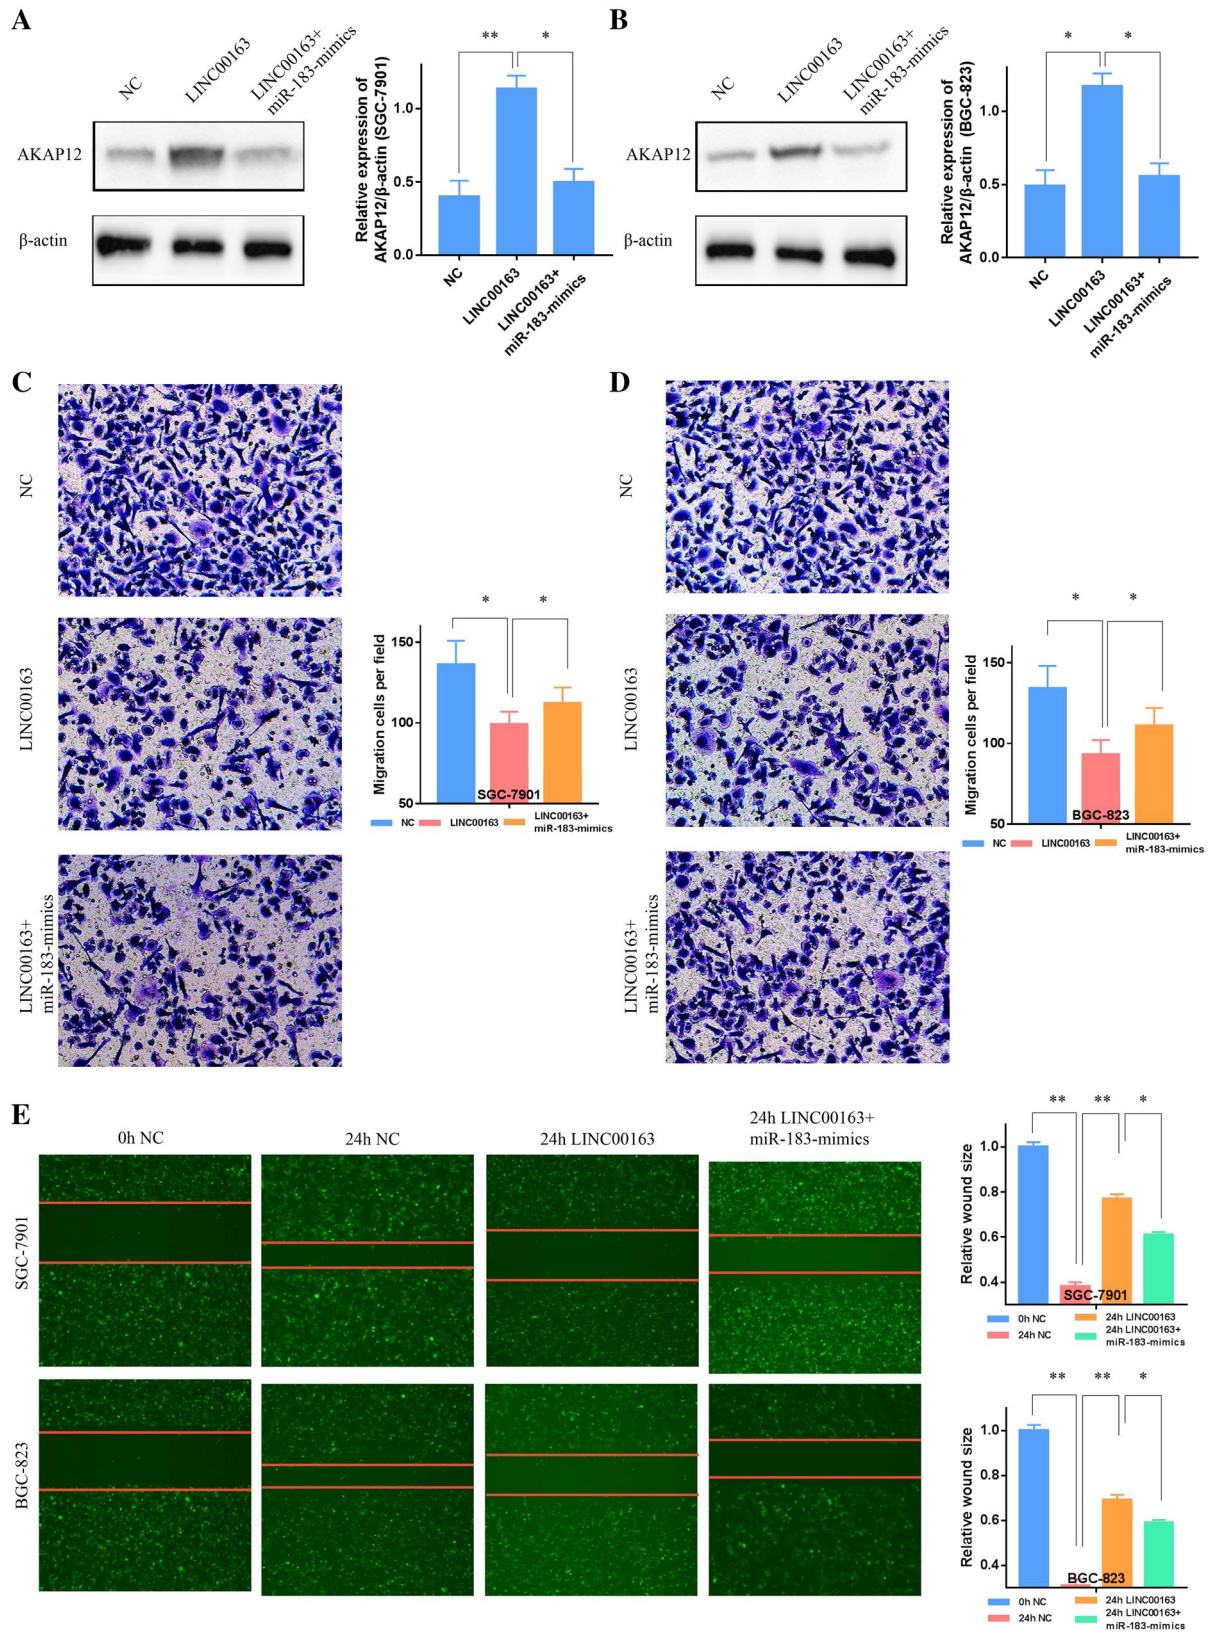 A
NC
LINC00163
LINC00163+
miR-183-mimics
AKAP12
β-actin
Relative expression of
AKAP12/β-actin (SGC-7901)
1.0
0.5
0.0
**
*
NC
LINC00163
LINC00163+
miR-183-mimics
B
NC
LINC00163
LINC00163+
miR-183-mimics
AKAP12
β-actin
Relative expression of
AKAP12/β-actin (BGC-823)
1.0
0.5
0.0
*
*
NC
LINC00163
LINC00163+
miR-183-mimics
C
NC
LINC00163
LINC00163+
miR-183-mimics
Migration cells per field
150
100
50
*
*
SGC-7901
NC
LINC00163
LINC00163+
miR-183-mimics
D
NC
LINC00163
LINC00163+
miR-183-mimics
Migration cells per field
150
100
50
*
*
BGC-823
NC
LINC00163
LINC00163+
miR-183-mimics
E
0h NC
24h NC
24h LINC00163
24h LINC00163+
miR-183-mimics
SGC-7901
BGC-823
Relative wound size
1.0
0.8
0.6
0.4
**
**
*
SGC-7901
0h NC
24h NC
24h LINC00163
24h LINC00163+
miR-183-mimics
Relative wound size
1.0
0.8
0.6
0.4
**
**
*
BGC-823
0h NC
24h NC
24h LINC00163
24h LINC00163+
miR-183-mimics